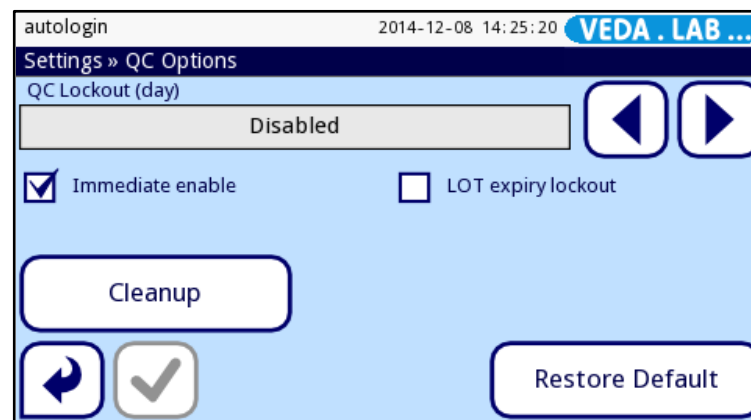 autologin 2014-12-08 14:25:20 VEDA . LAB ...
Settings » QC Options
QC Lockout (day)
Disabled
Immediate enable LOT expiry lockout
Cleanup
Restore Default